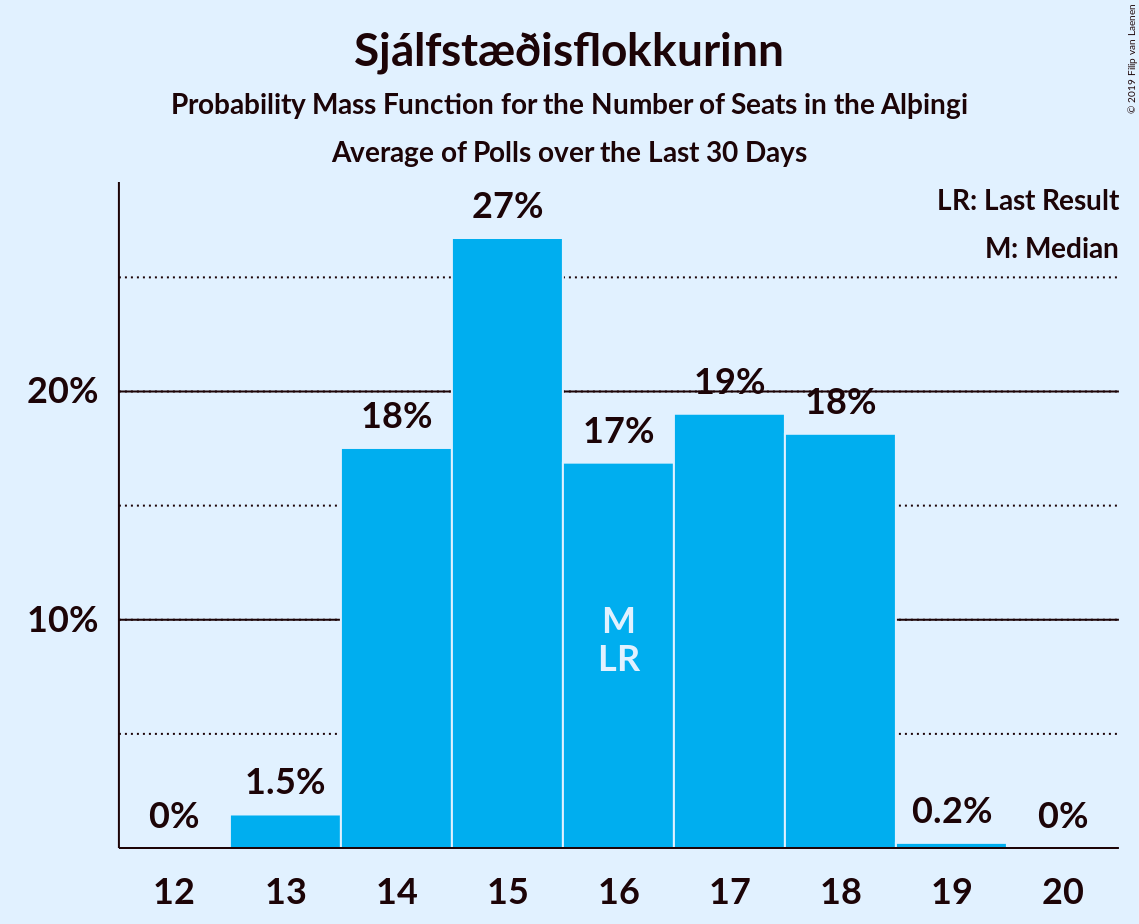 Sjálfstæðisflokkurinn
Probability Mass Function for the Number of Seats in the Alþingi
Average of Polls over the Last 30 Days
© 2019 Filip van Laenen
LR: Last Result
M: Median
27%
20%
19%
18%
18%
17%
10%
M
LR
1.5%
0%
0.2%
0%
12 13 14 15 16 17 18 19 20